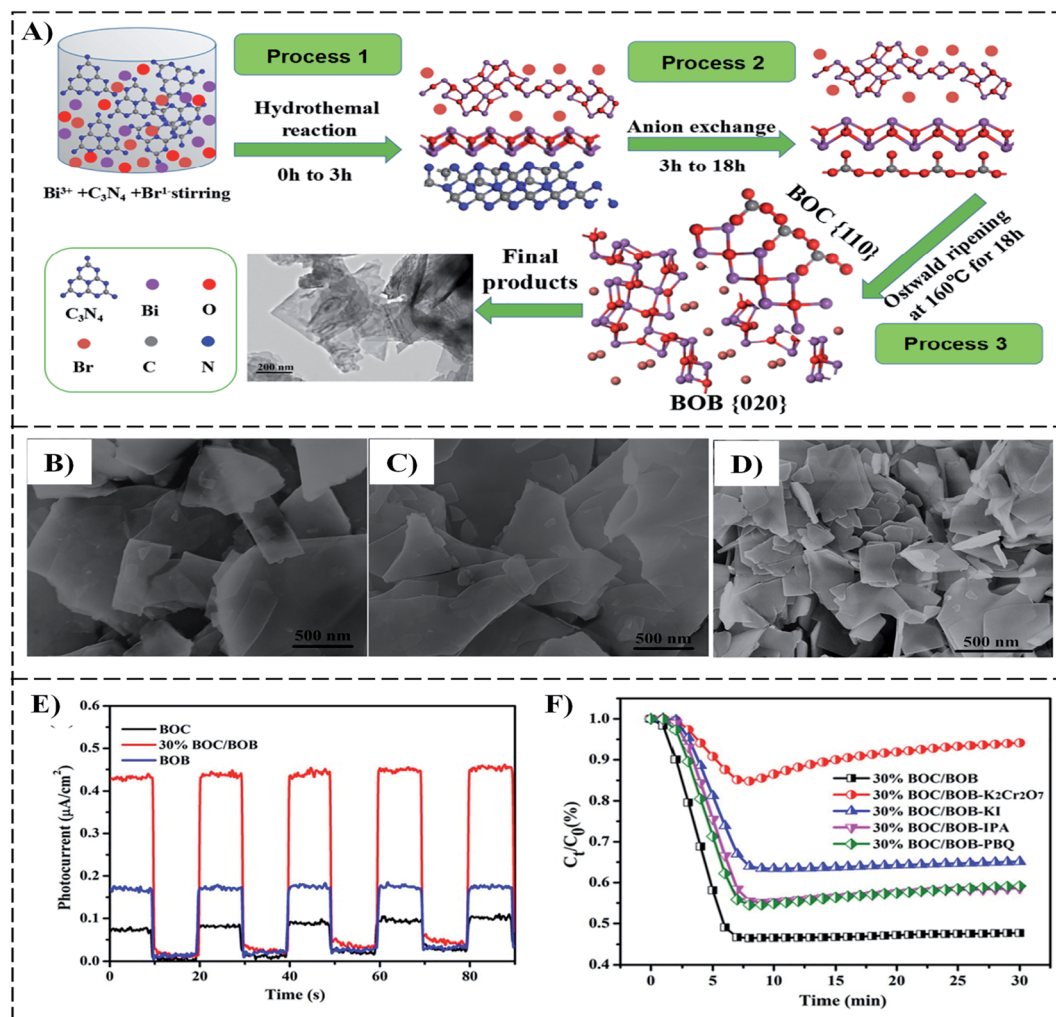 A)
Process 1
Hydrothemal
reaction
0h to 3h
Process 2
Anion exchange
3h to 18h
Bi³⁺ +C₃N₄ +Br¹⁻stirring
BOC {110}
Ostwald ripening
at 160℃ for 18h
Process 3
Final
products
BOB {020}
C₃N₄
Bi
O
Br
C
N
200 nm
B)
500 nm
C)
500 nm
D)
500 nm
E)
BOC
30% BOC/BOB
BOB
Photocurrent (μA/cm²)
0.6
0.5
0.4
0.3
0.2
0.1
0.0
0 20 40 60 80
Time (s)
F)
30% BOC/BOB
30% BOC/BOB-K₂Cr₂O₇
30% BOC/BOB-KI
30% BOC/BOB-IPA
30% BOC/BOB-PBQ
Cₜ/C₀(%)
1.0
0.9
0.8
0.7
0.6
0.5
0.4
0 5 10 15 20 25 30
Time (min)